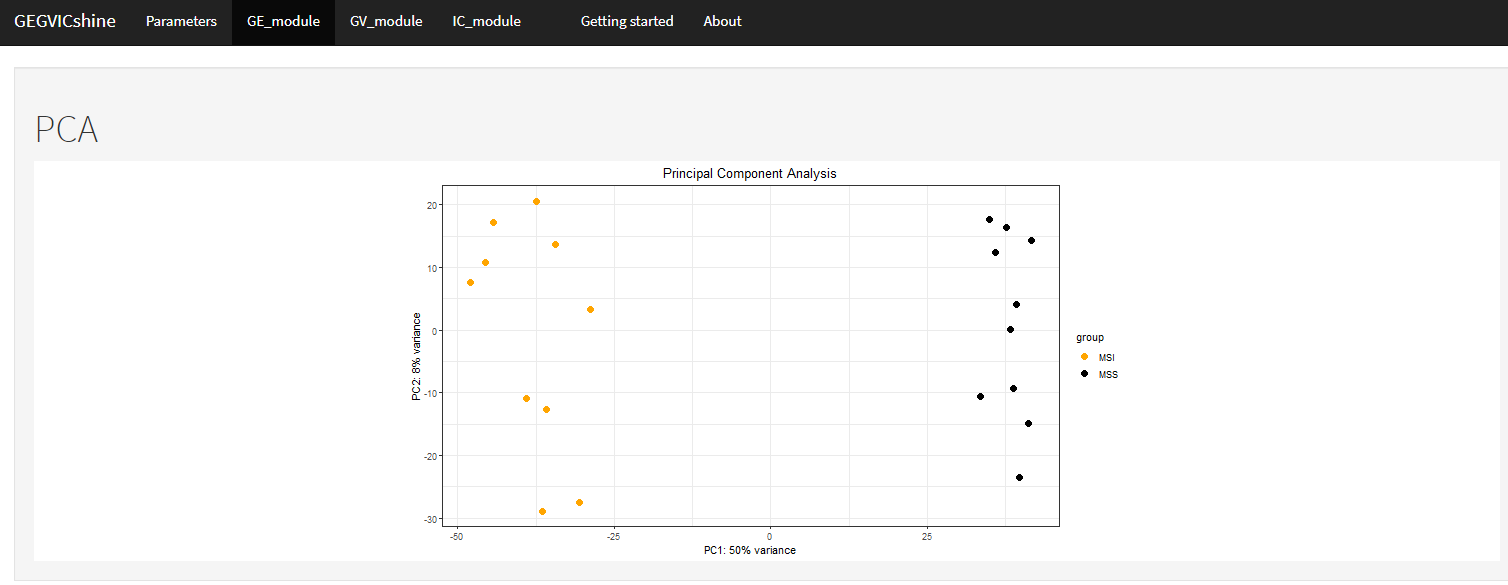 GEGVICshine Parameters GE_module GV_module IC_module Getting started About
PCA
Principal Component Analysis
20
10
0
-10
-20
-30
PC2: 8% variance
-50 -25 0 25
PC1: 50% variance
group
MSI
MSS